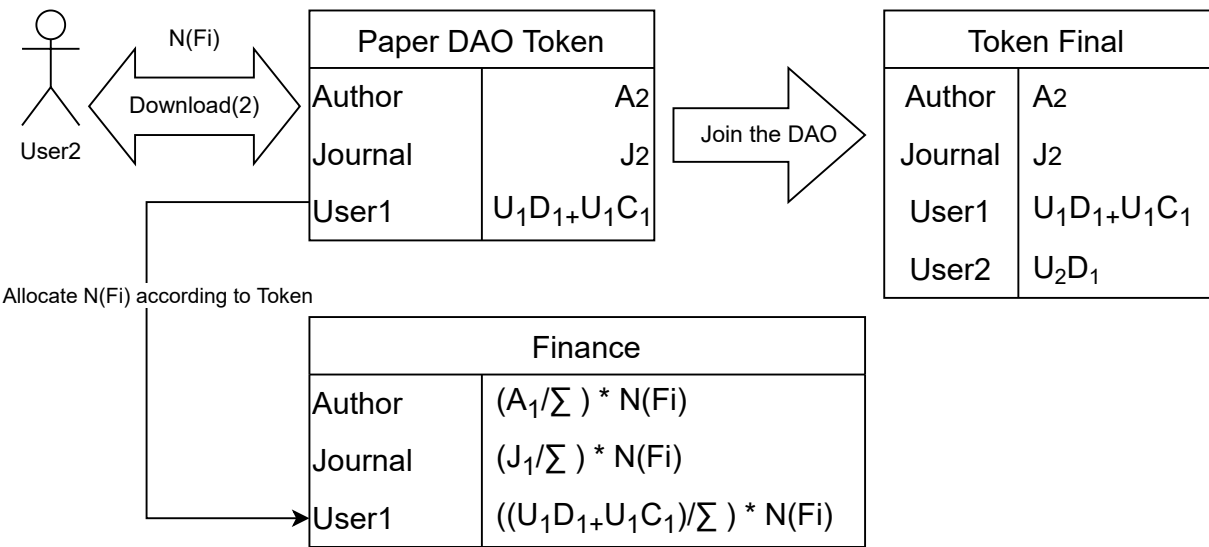 N(Fi)
Download(2)
User2
Paper DAO Token
Author A2
Journal J2
User1 U₁D₁₊U₁C₁
Join the DAO
Token Final
Author A2
Journal J2
User1 U₁D₁₊U₁C₁
User2 U₂D₁
Allocate N(Fi) according to Token
Finance
Author (A₁/∑ ) * N(Fi)
Journal (J₁/∑ ) * N(Fi)
User1 ((U₁D₁₊U₁C₁)/∑ ) * N(Fi)